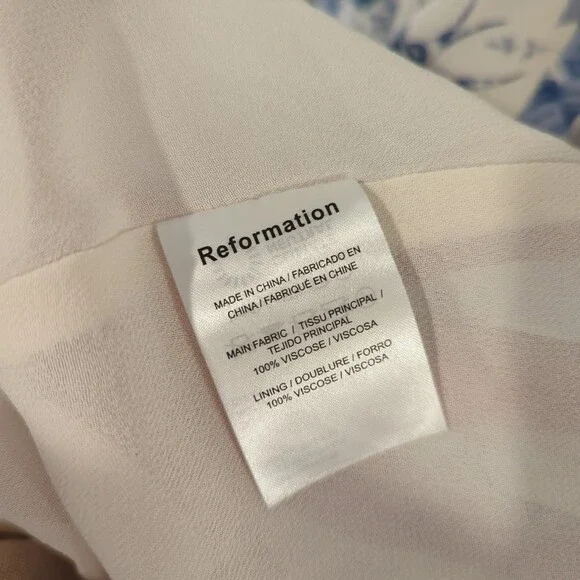 Reformation
MADE IN CHINA / FABRICADO EN
CHINA / FABRIQUÉ EN CHINE
MAIN FABRIC / TISSU PRINCIPAL /
TEJIDO PRINCIPAL
100% VISCOSE / VISCOSA
LINING / DOUBLURE / FORRO
100% VISCOSE / VISCOSA